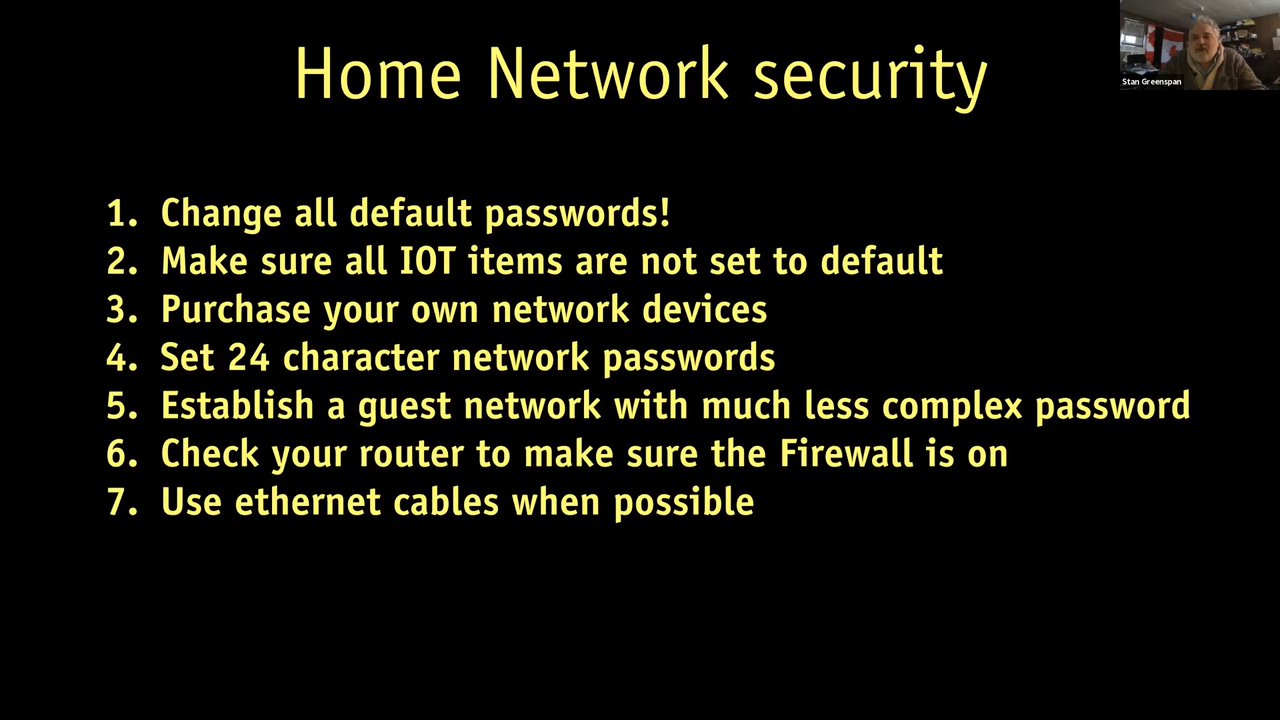 Home Network security
Stan Greenspan
1. Change all default passwords!
2. Make sure all IOT items are not set to default
3. Purchase your own network devices
4. Set 24 character network passwords
5. Establish a guest network with much less complex password
6. Check your router to make sure the Firewall is on
7. Use ethernet cables when possible